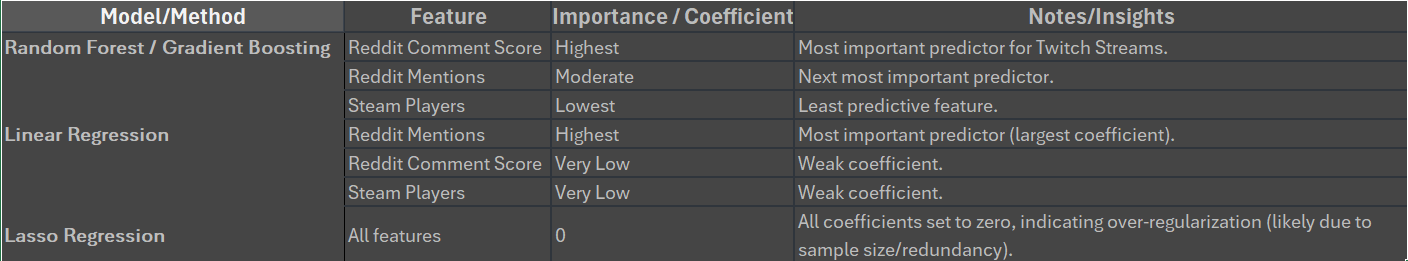 Model/Method Feature Importance / Coefficient Notes/Insights
Random Forest / Gradient Boosting Reddit Comment Score Highest Most important predictor for Twitch Streams.
Reddit Mentions Moderate Next most important predictor.
Steam Players Lowest Least predictive feature.
Linear Regression Reddit Mentions Highest Most important predictor (largest coefficient).
Reddit Comment Score Very Low Weak coefficient.
Steam Players Very Low Weak coefficient.
Lasso Regression All features 0 All coefficients set to zero, indicating over-regularization (likely due to
sample size/redundancy).